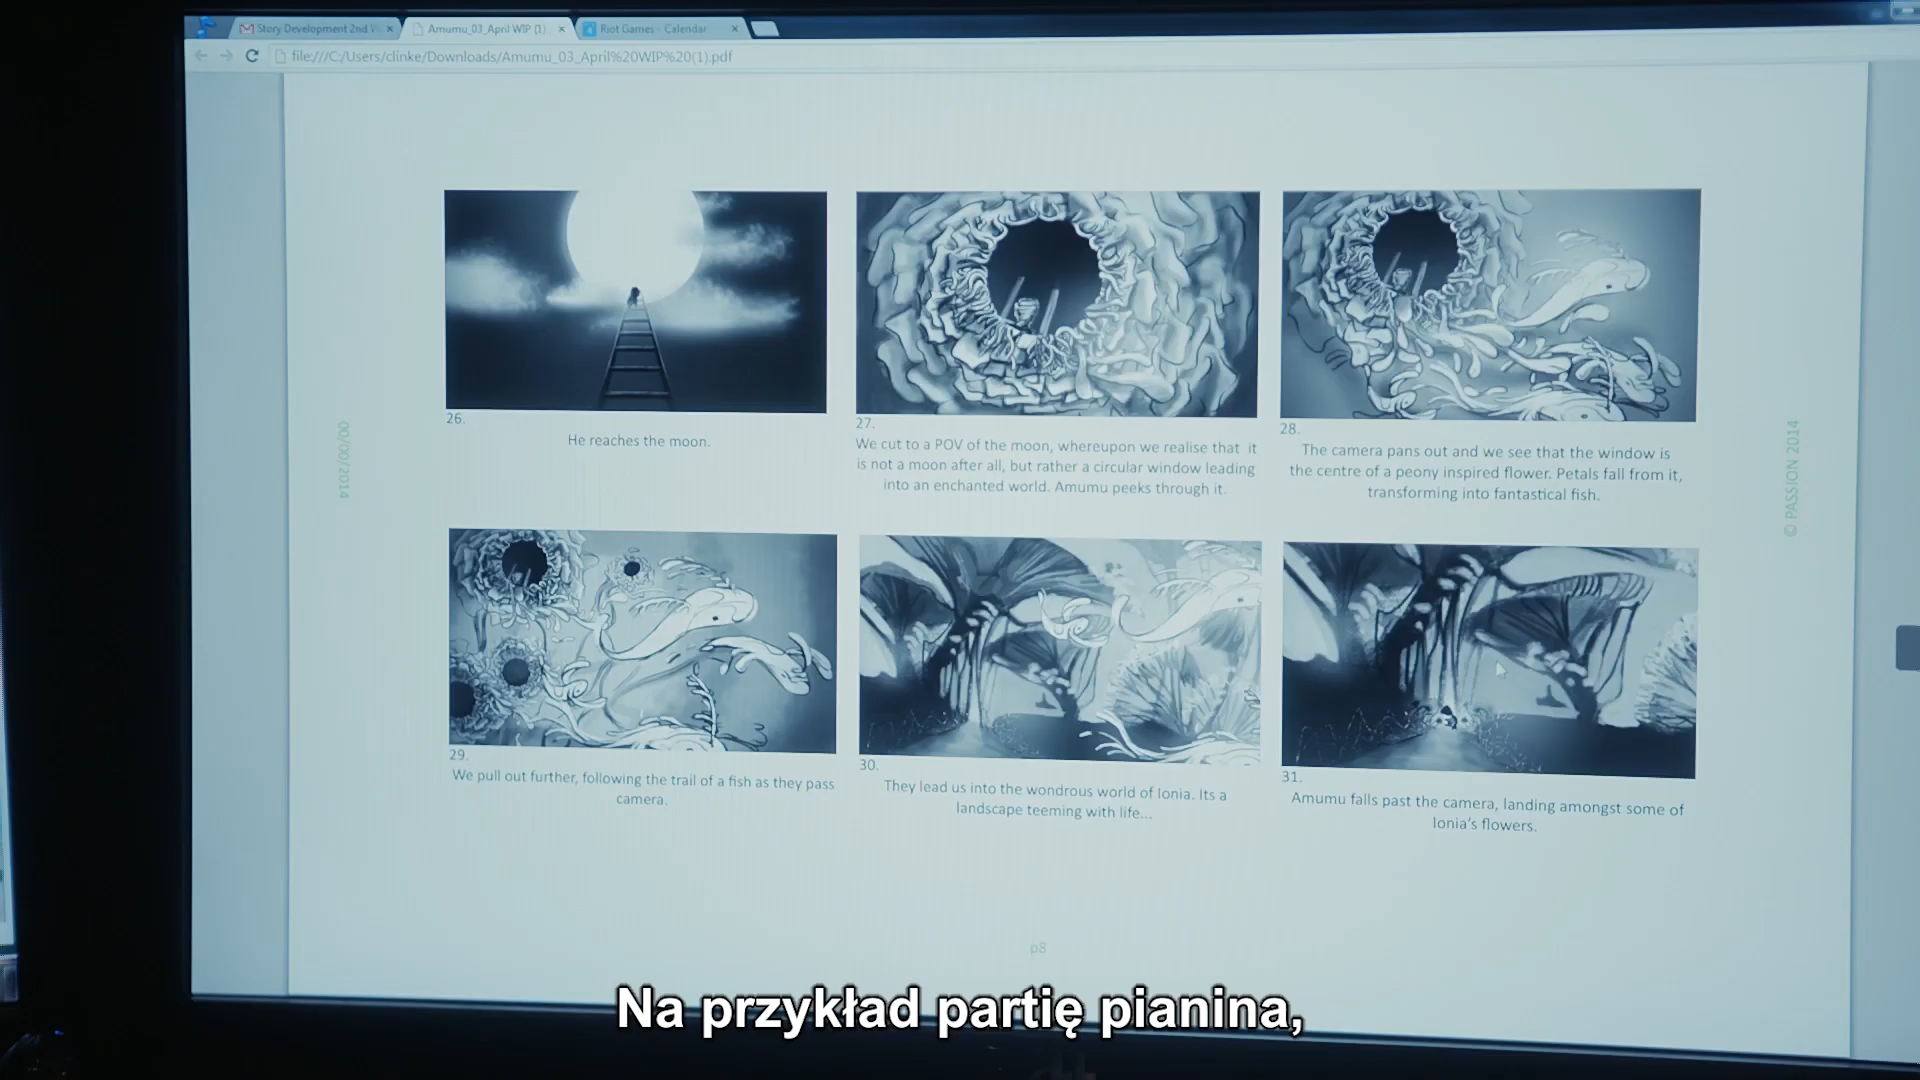 Story Development 2nd
Amumu_03_April WIP (1)
Riot Games - Calendar
file:///C:/Users/clinke/Downloads/Amumu_03_April%20WIP%20(1).pdf
26.
He reaches the moon.
27.
We cut to a POV of the moon, whereupon we realise that it
is not a moon after all, but rather a circular window leading
into an enchanted world. Amumu peeks through it.
28.
The camera pans out and we see that the window is
the centre of a peony inspired flower. Petals fall from it,
transforming into fantastical fish.
00/00/2014
© PASSION 2014
29.
We pull out further, following the trail of a fish as they pass
camera.
30.
They lead us into the wondrous world of Ionia. Its a
landscape teeming with life...
31.
Amumu falls past the camera, landing amongst some of
Ionia's flowers.
p8
Na przykład partię pianina,